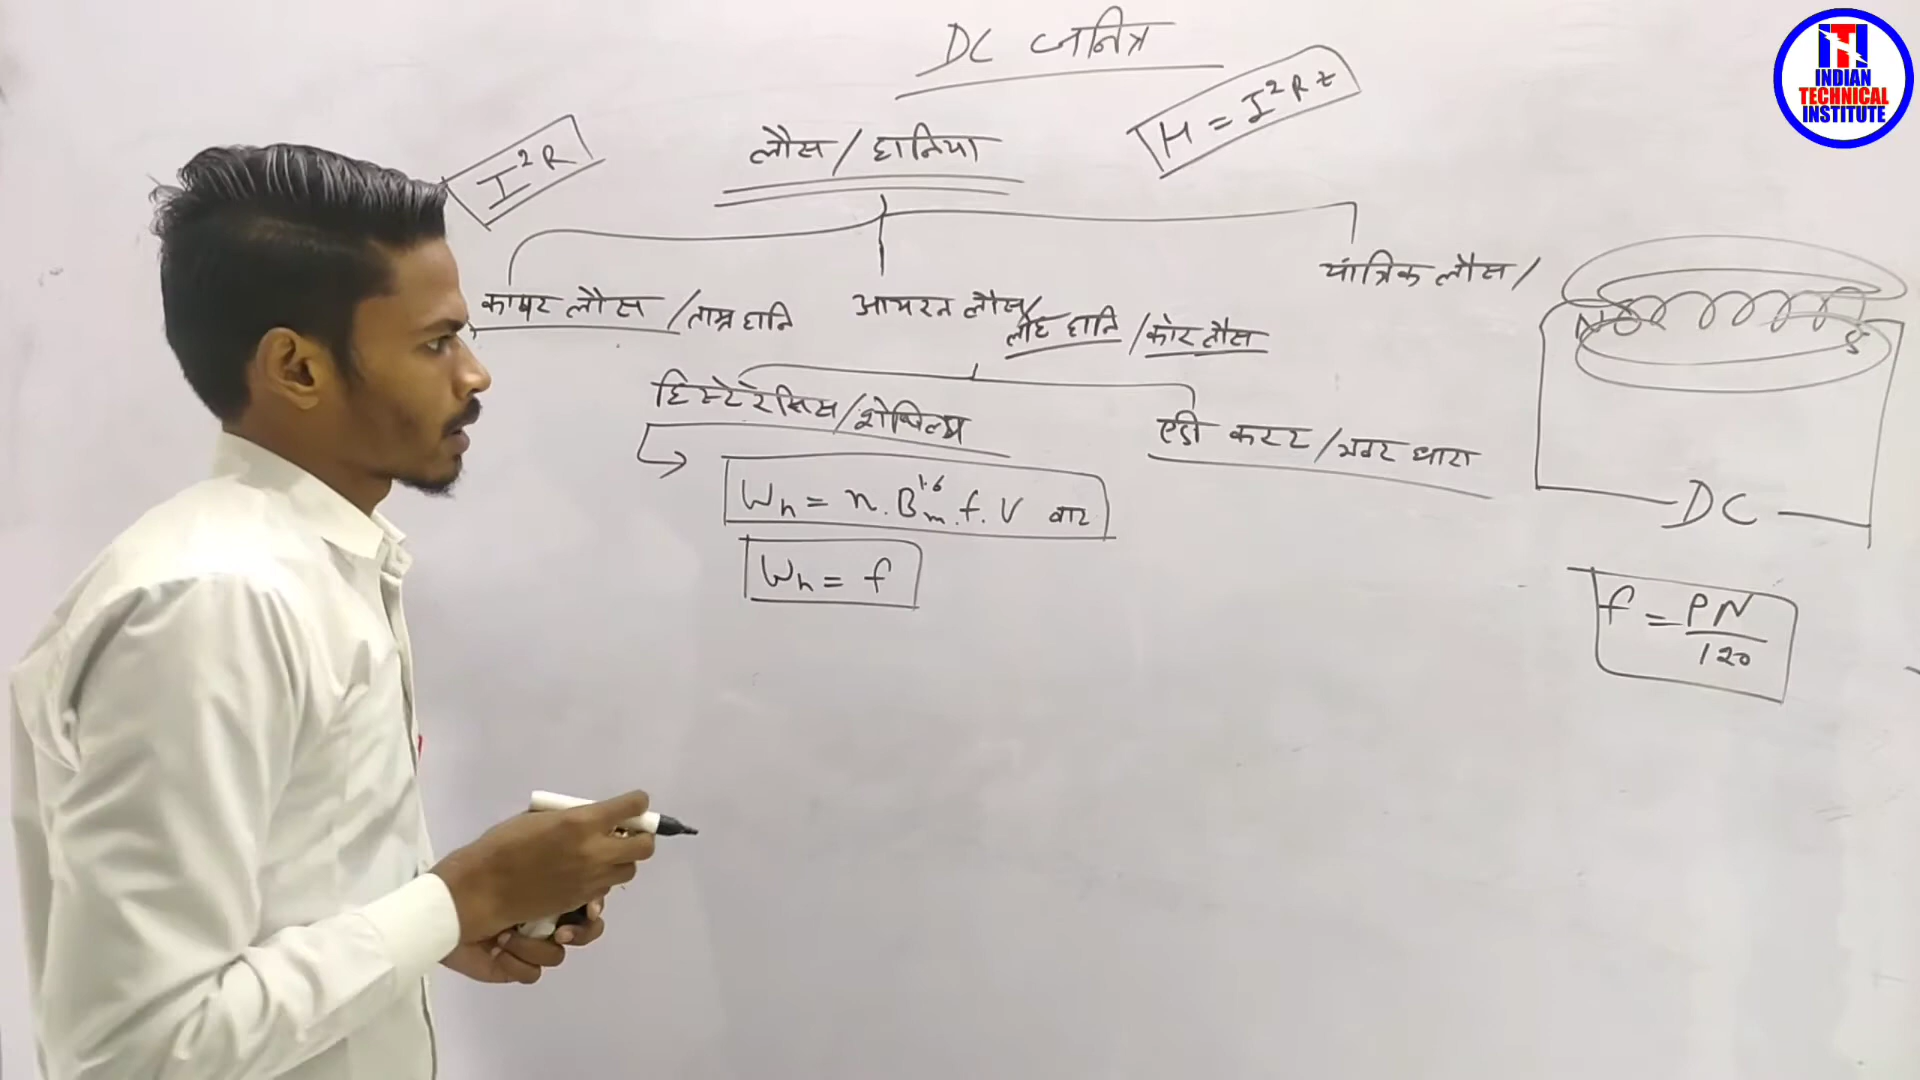 DC जनित्र
H = I²Rt
I²R
लौस / हानिया
कापर लौस / ताम्र हानि
आयरन लौस/
लौह हानि / कोर लौस
यांत्रिक लौस /
हिस्टेरेसिस/शैथिल्य
एडी करट / भवर धारा
Wh = n.Bm^1.6.f.V वाट
Wh = f
N S
DC
f = PN/120
ITI
INDIAN
TECHNICAL
INSTITUTE